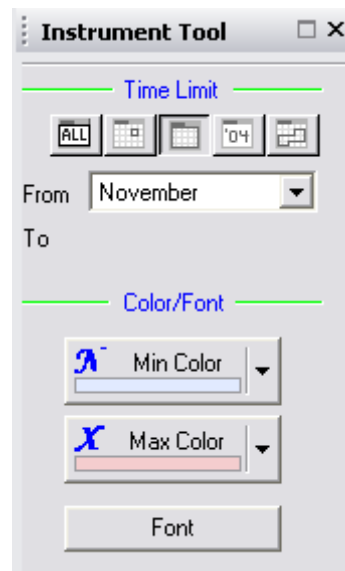 Instrument Tool
Time Limit
ALL '04
From November
To
Color/Font
Min Color
X Max Color
Font